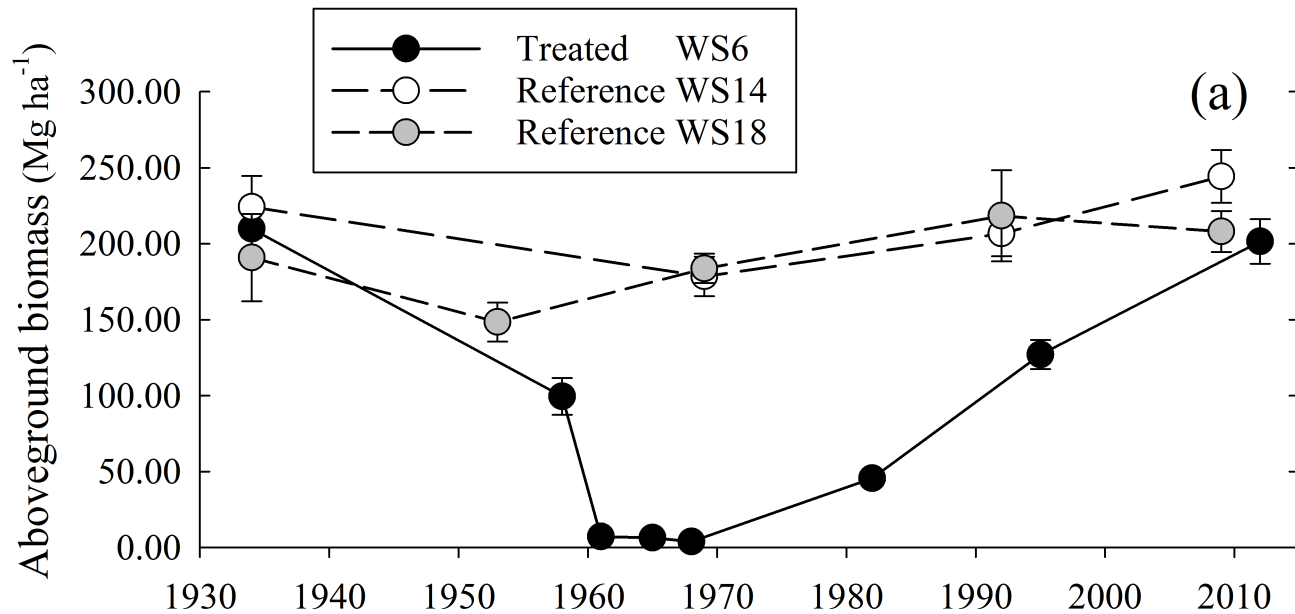 Treated WS6
Reference WS14
Reference WS18
(a)
Aboveground biomass (Mg ha⁻¹)
300.00
250.00
200.00
150.00
100.00
50.00
0.00
1930 1940 1950 1960 1970 1980 1990 2000 2010